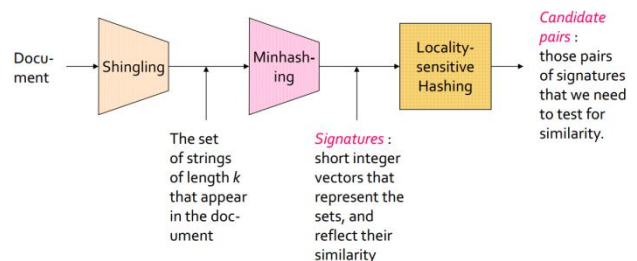 Docu-
ment
Shingling
Minhash-
ing
Locality-
sensitive
Hashing
Candidate
pairs :
those pairs
of signatures
that we need
to test for
similarity.
The set
of strings
of length k
that appear
in the doc-
ument
Signatures :
short integer
vectors that
represent the
sets, and
reflect their
similarity